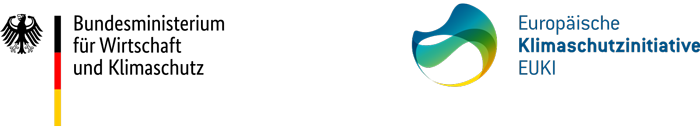 Bundesministerium
für Wirtschaft
und Klimaschutz
Europäische
Klimaschutzinitiative
EUKI